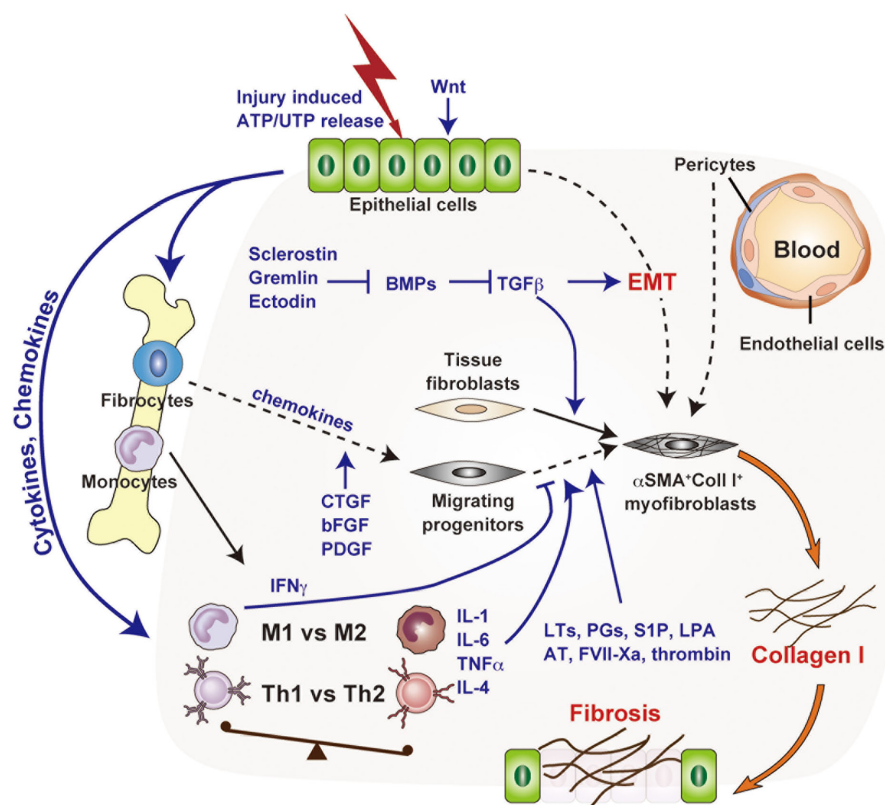 Wnt
Injury induced
ATP/UTP release
Epithelial cells
Pericytes
Blood
Endothelial cells
Cytokines, Chemokines
Sclerostin
Gremlin
Ectodin
BMPs
TGFβ
EMT
Tissue
fibroblasts
Fibrocytes
chemokines
Monocytes
Migrating
progenitors
αSMA⁺Coll I⁺
myofibroblasts
CTGF
bFGF
PDGF
IFNγ
M1 vs M2
IL-1
IL-6
TNFα
IL-4
Th1 vs Th2
LTs, PGs, S1P, LPA
AT, FVII-Xa, thrombin
Collagen I
Fibrosis